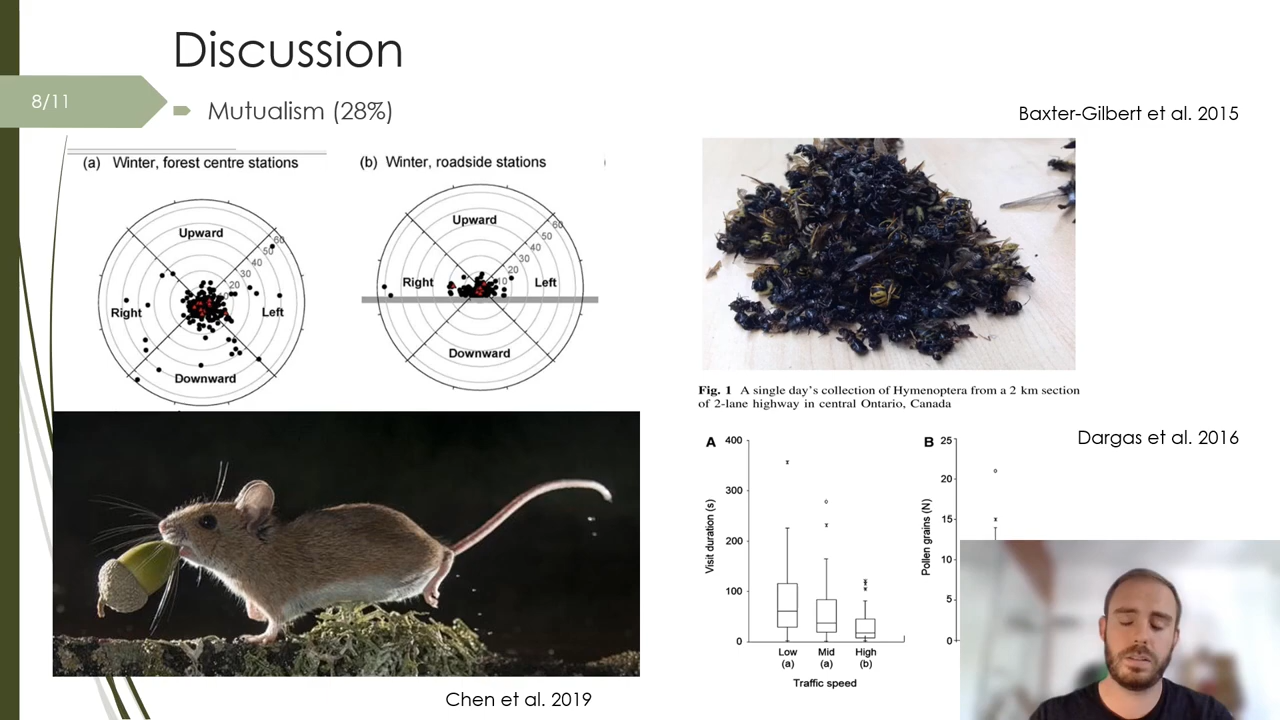 Discussion
8/11
Mutualism (28%)
Baxter-Gilbert et al. 2015
(a) Winter, forest centre stations
Upward
60
50
40
30
20
Right
Left
Downward
(b) Winter, roadside stations
Upward
60
50
40
30
20
10
Right
Left
Downward
Fig. 1 A single day's collection of Hymenoptera from a 2 km section
of 2-lane highway in central Ontario, Canada
Dargas et al. 2016
A
400
300
200
100
0
Visit duration (s)
Low Mid High
(a) (a) (b)
Traffic speed
B
25
20
15
10
5
0
Pollen grains (N)
Chen et al. 2019